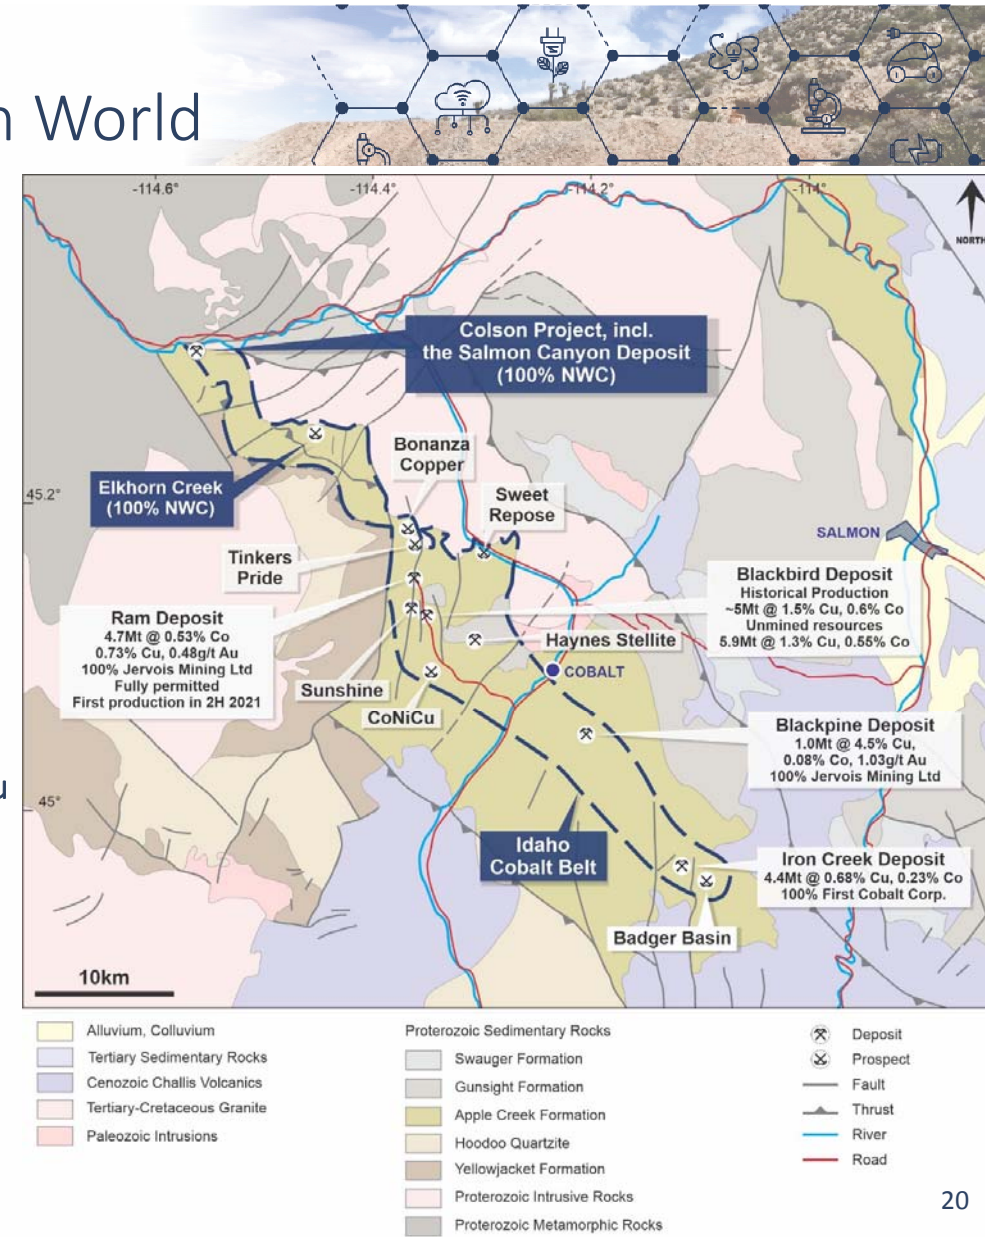 n World
-114.6°
-114.4°
-114.2°
-114°
NORTH
Colson Project, incl.
the Salmon Canyon Deposit
(100% NWC)
Bonanza
Copper
Elkhorn Creek
(100% NWC)
45.2°
Sweet
Repose
SALMON
Tinkers
Pride
Blackbird Deposit
Historical Production
~5Mt @ 1.5% Cu, 0.6% Co
Unmined resources
5.9Mt @ 1.3% Cu, 0.55% Co
Ram Deposit
4.7Mt @ 0.53% Co
0.73% Cu, 0.48g/t Au
100% Jervois Mining Ltd
Fully permitted
First production in 2H 2021
Haynes Stellite
COBALT
Sunshine
CoNiCu
Blackpine Deposit
1.0Mt @ 4.5% Cu,
0.08% Co, 1.03g/t Au
100% Jervois Mining Ltd
u
45°
Idaho
Cobalt Belt
Iron Creek Deposit
4.4Mt @ 0.68% Cu, 0.23% Co
100% First Cobalt Corp.
Badger Basin
10km
Alluvium, Colluvium
Tertiary Sedimentary Rocks
Cenozoic Challis Volcanics
Tertiary-Cretaceous Granite
Paleozoic Intrusions
Proterozoic Sedimentary Rocks
Swauger Formation
Gunsight Formation
Apple Creek Formation
Hoodoo Quartzite
Yellowjacket Formation
Proterozoic Intrusive Rocks
Proterozoic Metamorphic Rocks
Deposit
Prospect
Fault
Thrust
River
Road
20